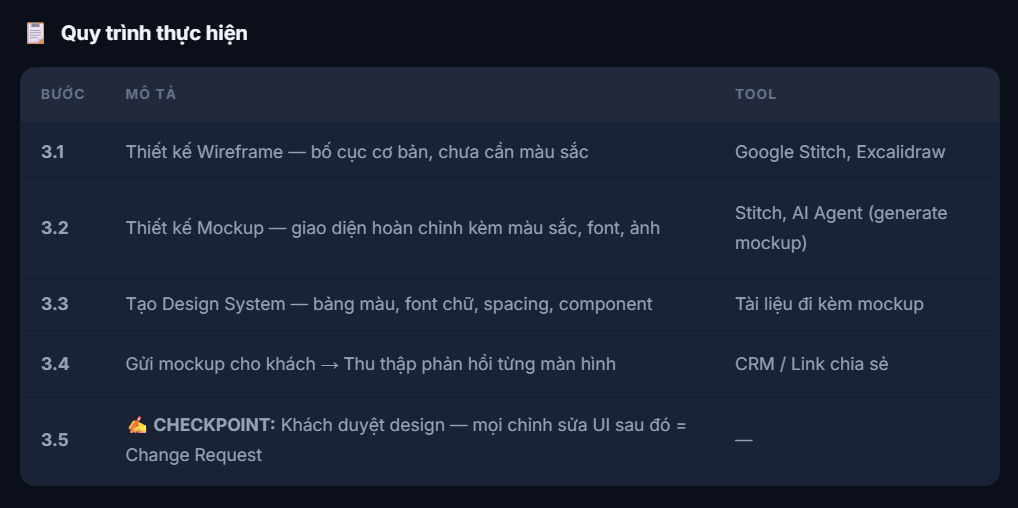 📋 Quy trình thực hiện
BƯỚC MÔ TẢ TOOL
3.1 Thiết kế Wireframe — bố cục cơ bản, chưa cần màu sắc Google Stitch, Excalidraw
3.2 Thiết kế Mockup — giao diện hoàn chỉnh kèm màu sắc, font, ảnh Stitch, AI Agent (generate
mockup)
3.3 Tạo Design System — bảng màu, font chữ, spacing, component Tài liệu đi kèm mockup
3.4 Gửi mockup cho khách → Thu thập phản hồi từng màn hình CRM / Link chia sẻ
3.5 ✍️ CHECKPOINT: Khách duyệt design — mọi chỉnh sửa UI sau đó = —
Change Request